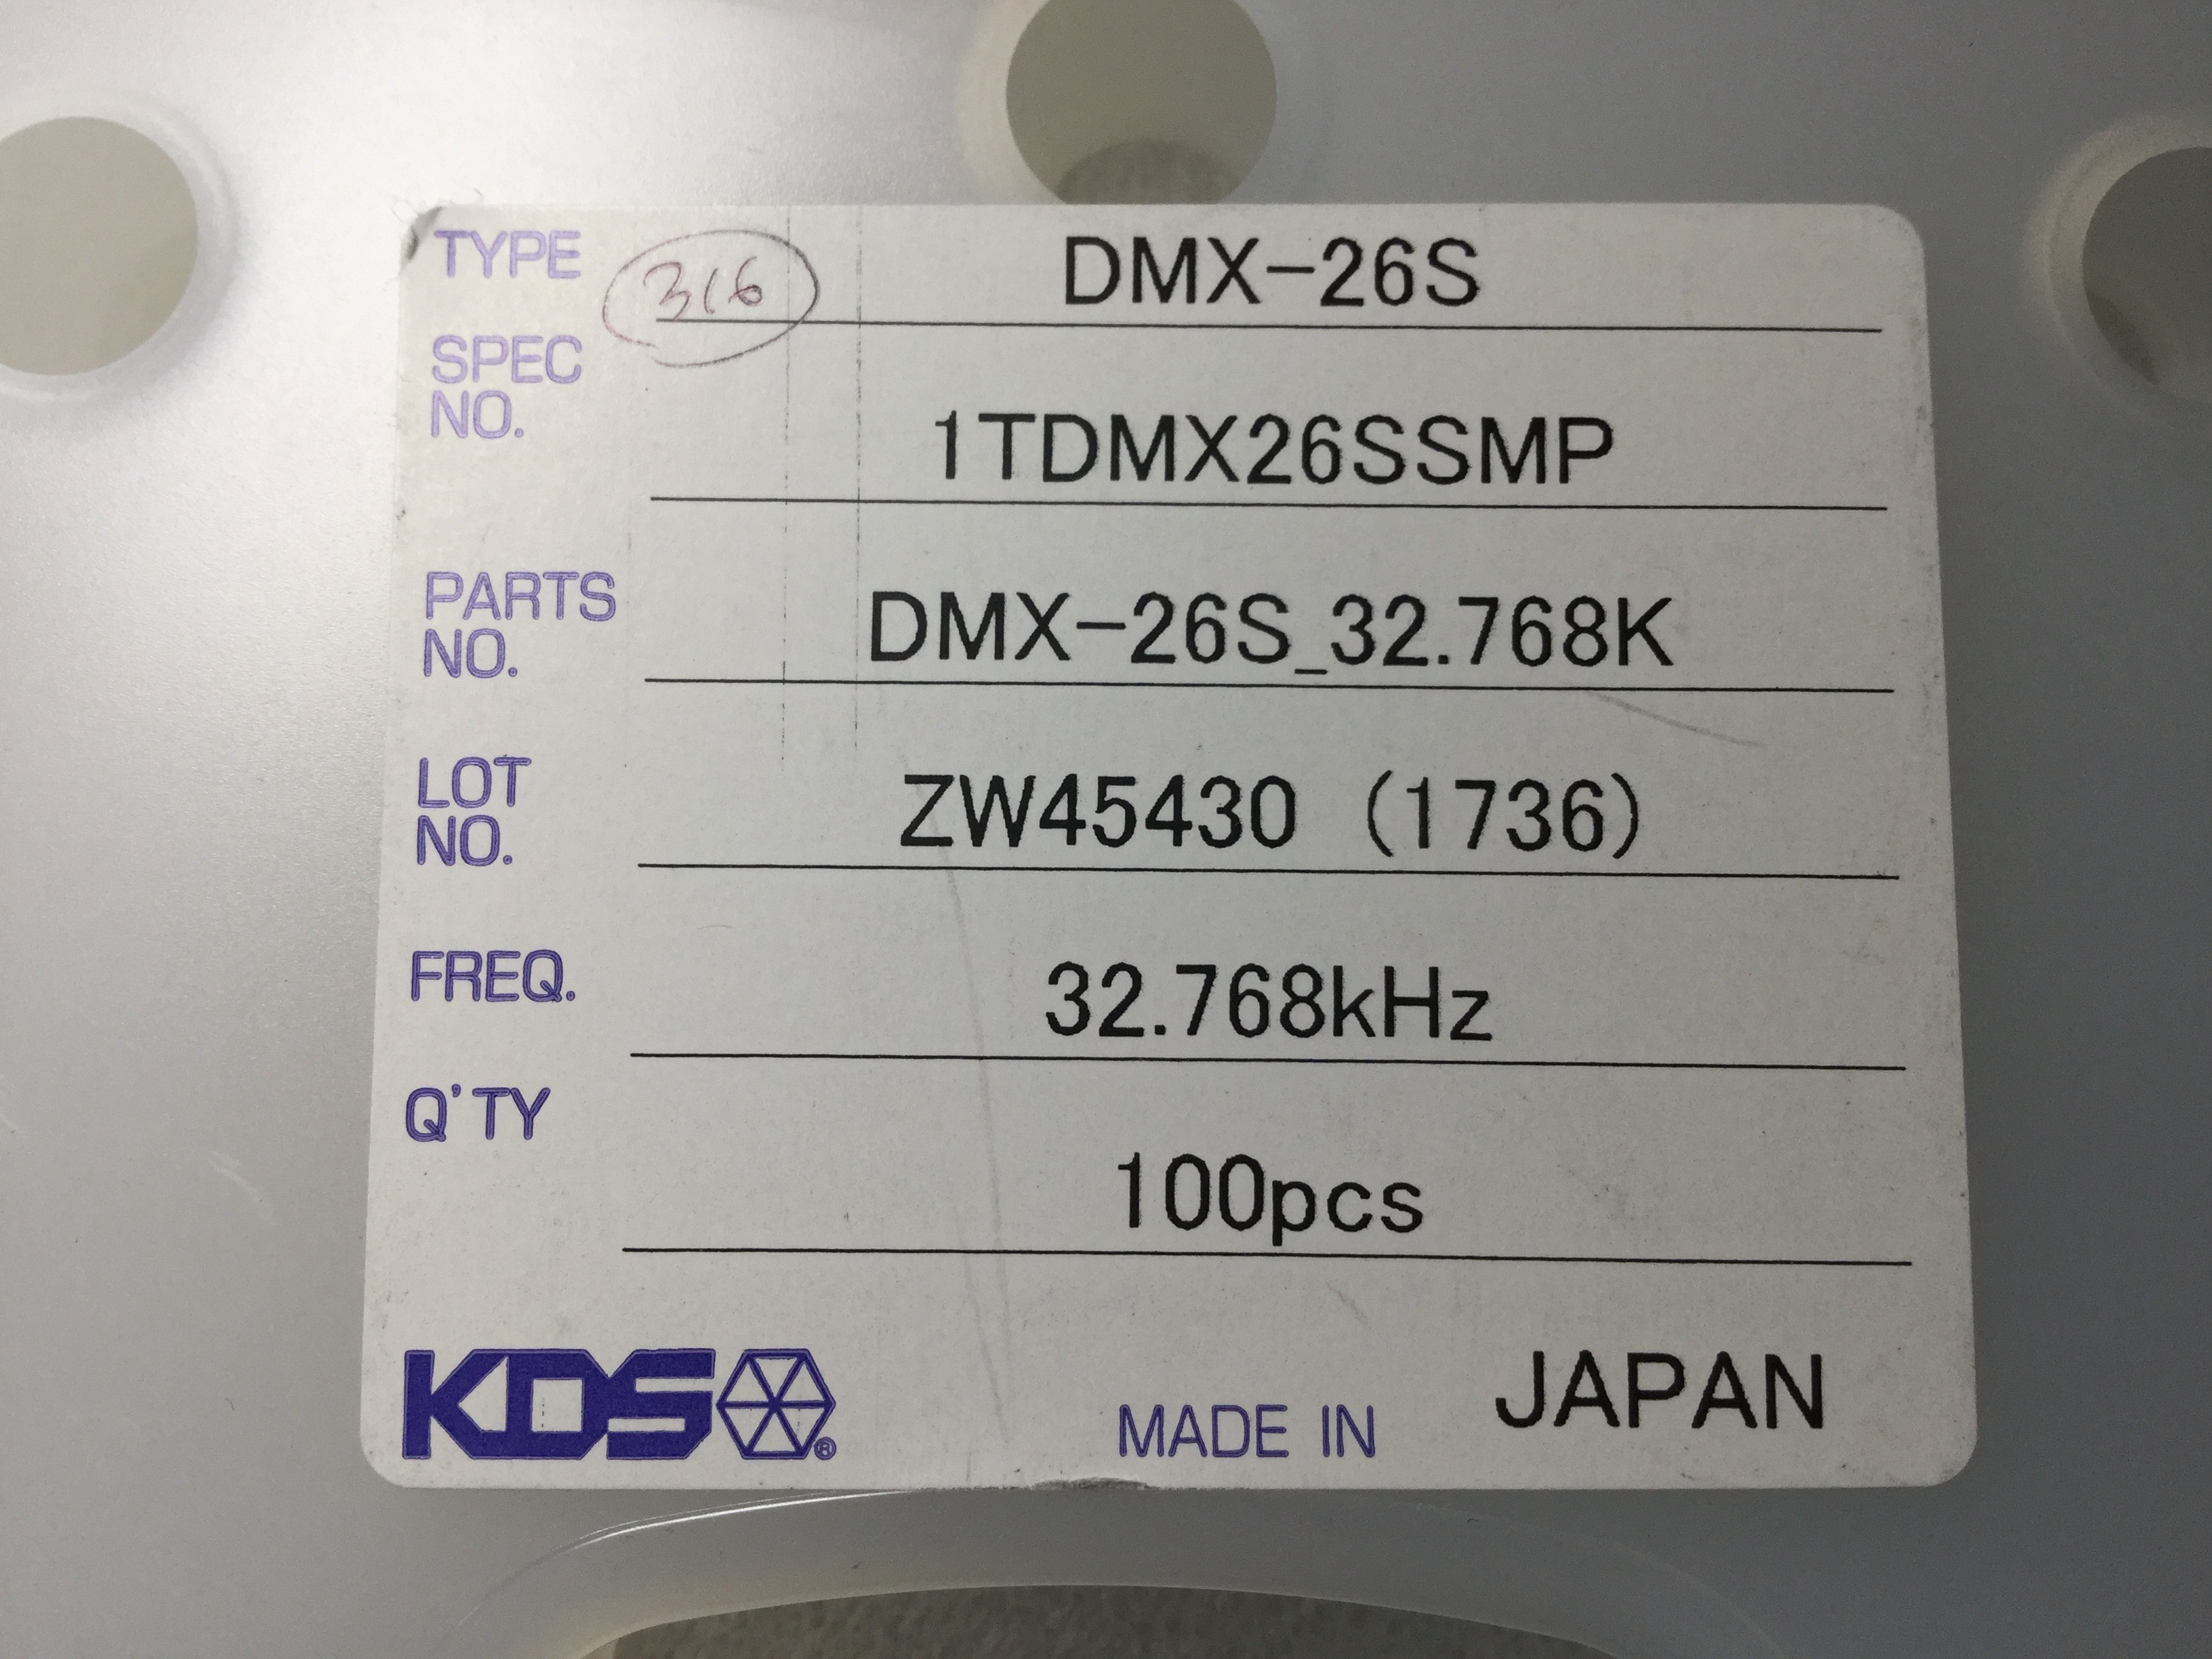 TYPE 316 DMX-26S
SPEC
NO. 1TDMX26SSMP
PARTS
NO. DMX-26S_32.768K
LOT
NO. ZW45430 (1736)
FREQ. 32.768kHz
Q'TY
100pcs
KDS ® MADE IN JAPAN